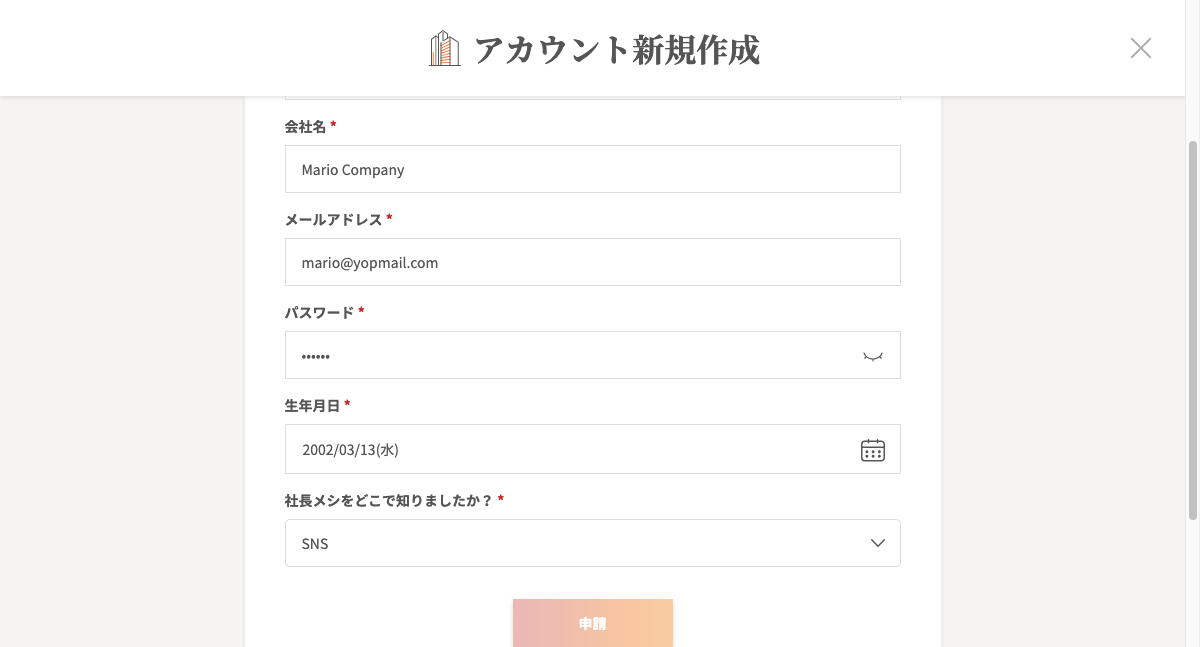 アカウント新規作成
会社名 *
Mario Company
メールアドレス *
mario@yopmail.com
パスワード *
••••••
生年月日 *
2002/03/13(水)
社長メシをどこで知りましたか？ *
SNS
申請